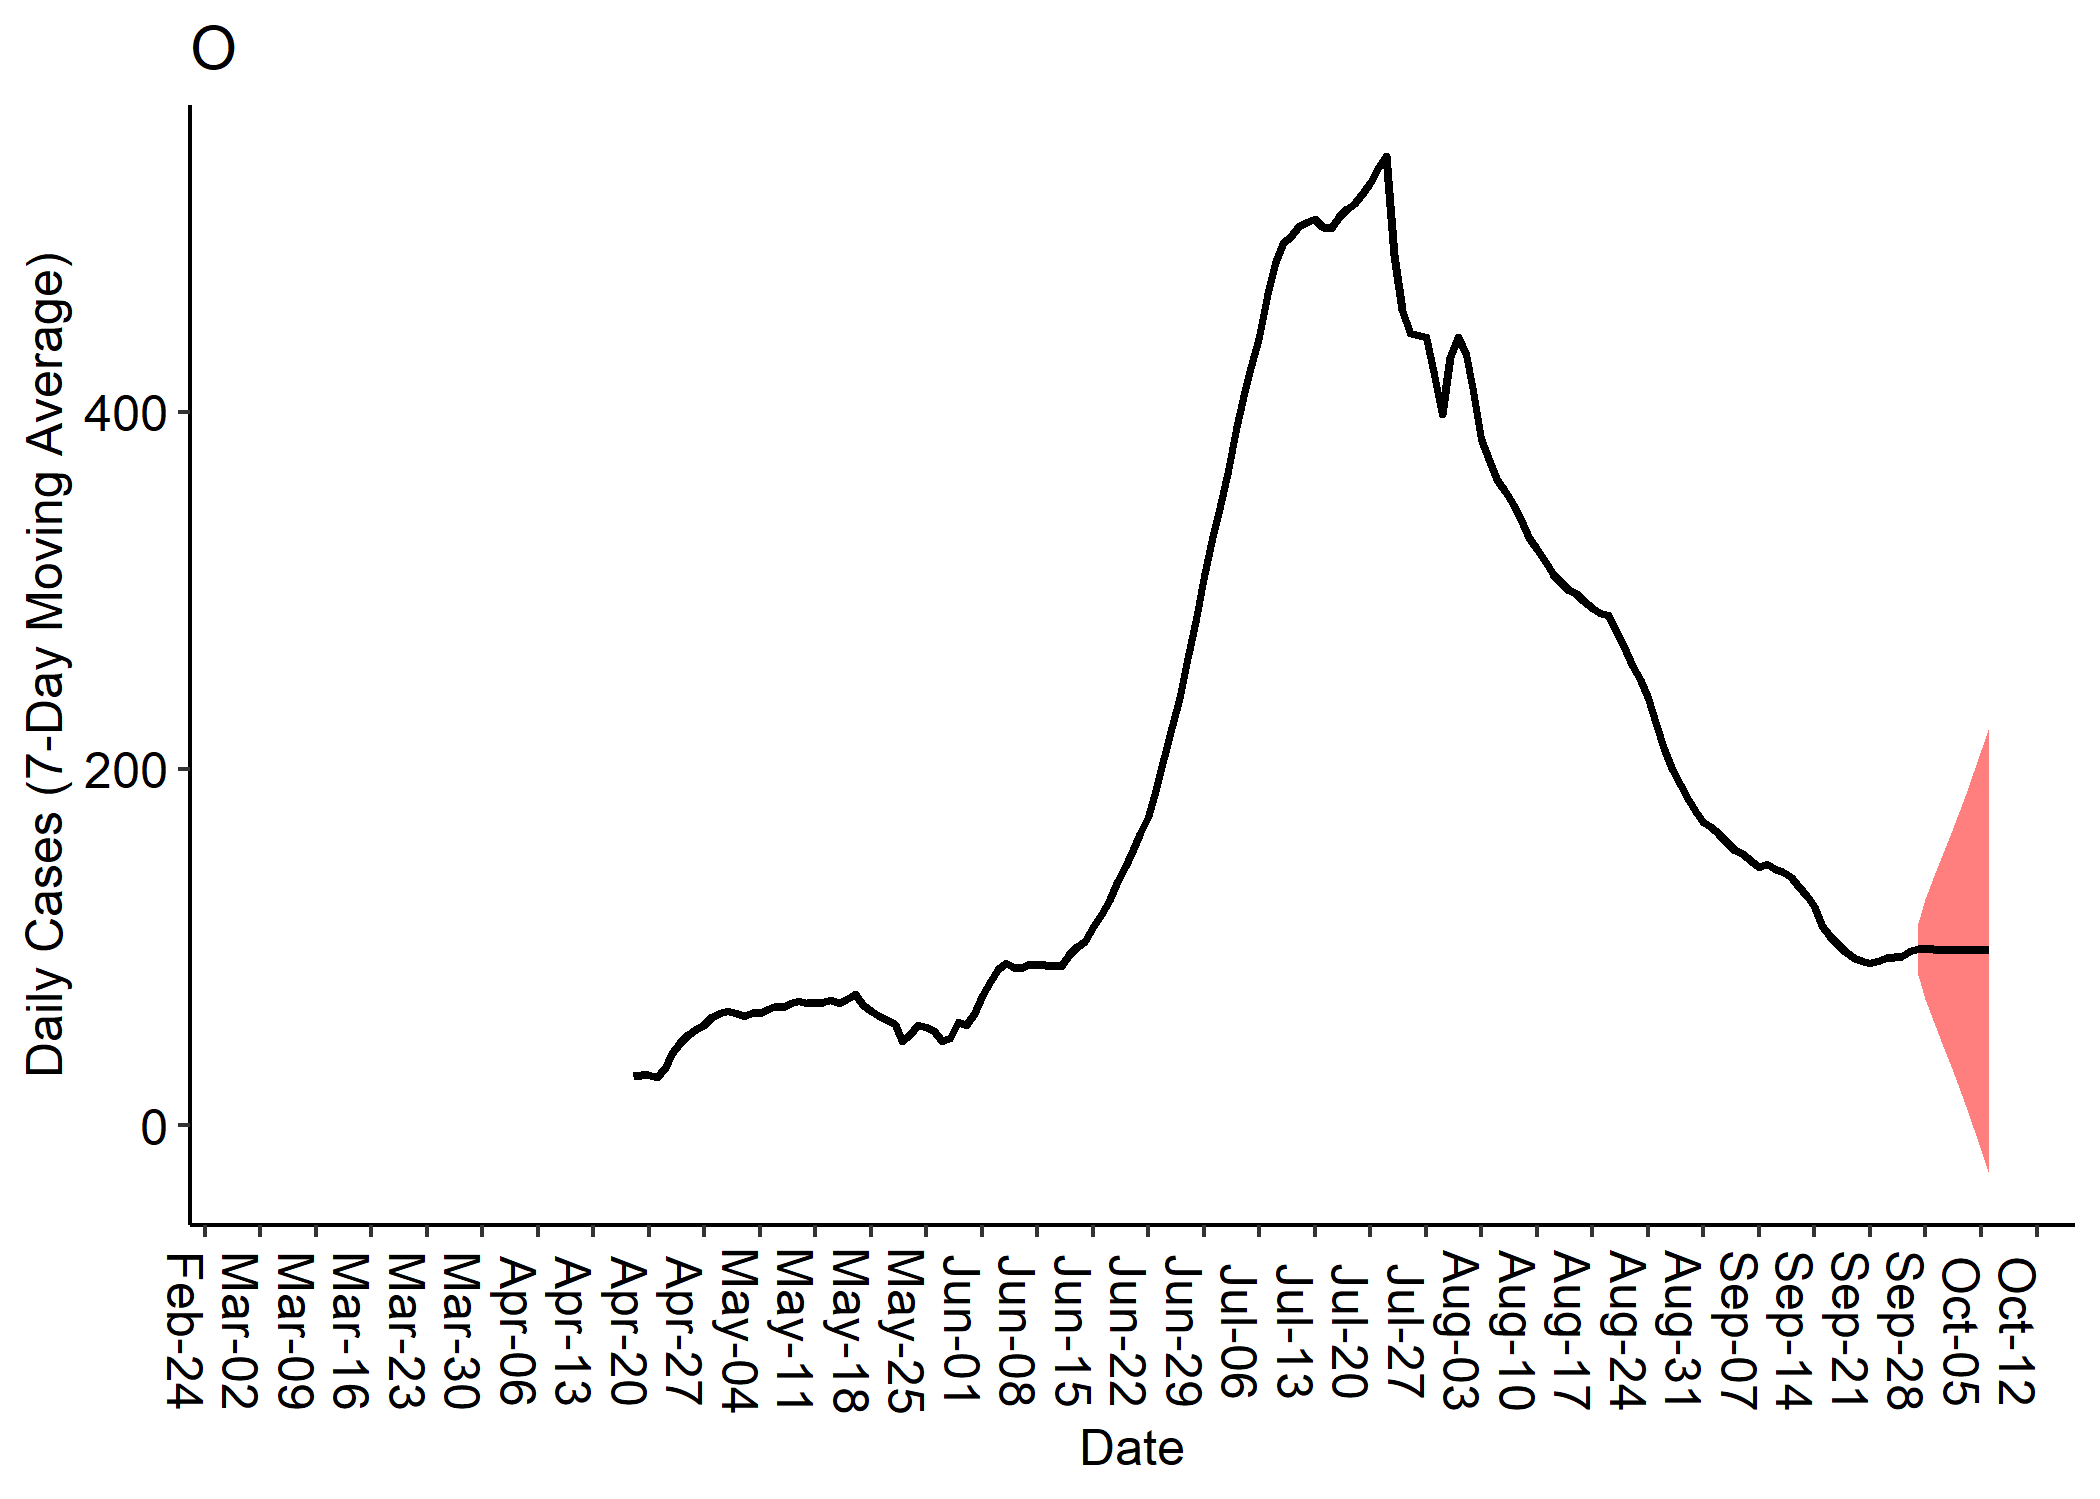 O
Daily Cases (7-Day Moving Average)
400
200
0
Feb-24
Mar-02
Mar-09
Mar-16
Mar-23
Mar-30
Apr-06
Apr-13
Apr-20
Apr-27
May-04
May-11
May-18
May-25
Jun-01
Jun-08
Jun-15
Jun-22
Jun-29
Jul-06
Jul-13
Jul-20
Jul-27
Aug-03
Aug-10
Aug-17
Aug-24
Aug-31
Sep-07
Sep-14
Sep-21
Sep-28
Oct-05
Oct-12
Date